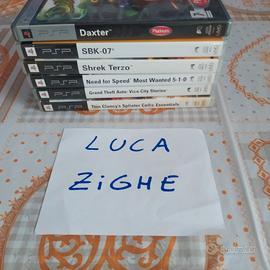 PSP Daxter Platinum
PSP SBK-07
PSP Shrek Terzo
PSP Need for Speed Most Wanted 5-1-0
PSP Grand Theft Auto: Vice City Stories
PSP Tom Clancy's Splinter Cell: Essentials
LUCA
ZiGHE